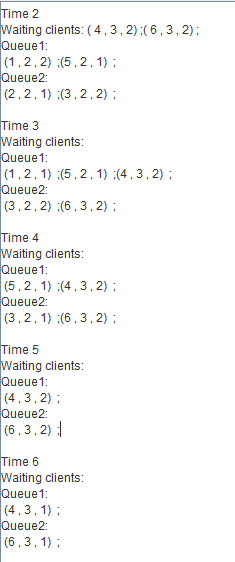 Time 2
Waiting clients: ( 4 , 3 , 2) ;( 6 , 3 , 2) ;
Queue1:
(1 , 2 , 2) ;(5 , 2 , 1) ;
Queue2:
(2 , 2 , 1) ;(3 , 2 , 2) ;

Time 3
Waiting clients:
Queue1:
(1 , 2 , 1) ;(5 , 2 , 1) ;(4 , 3 , 2) ;
Queue2:
(3 , 2 , 2) ;(6 , 3 , 2) ;

Time 4
Waiting clients:
Queue1:
(5 , 2 , 1) ;(4 , 3 , 2) ;
Queue2:
(3 , 2 , 1) ;(6 , 3 , 2) ;

Time 5
Waiting clients:
Queue1:
(4 , 3 , 2) ;
Queue2:
(6 , 3 , 2) ;

Time 6
Waiting clients:
Queue1:
(4 , 3 , 1) ;
Queue2:
(6 , 3 , 1) ;